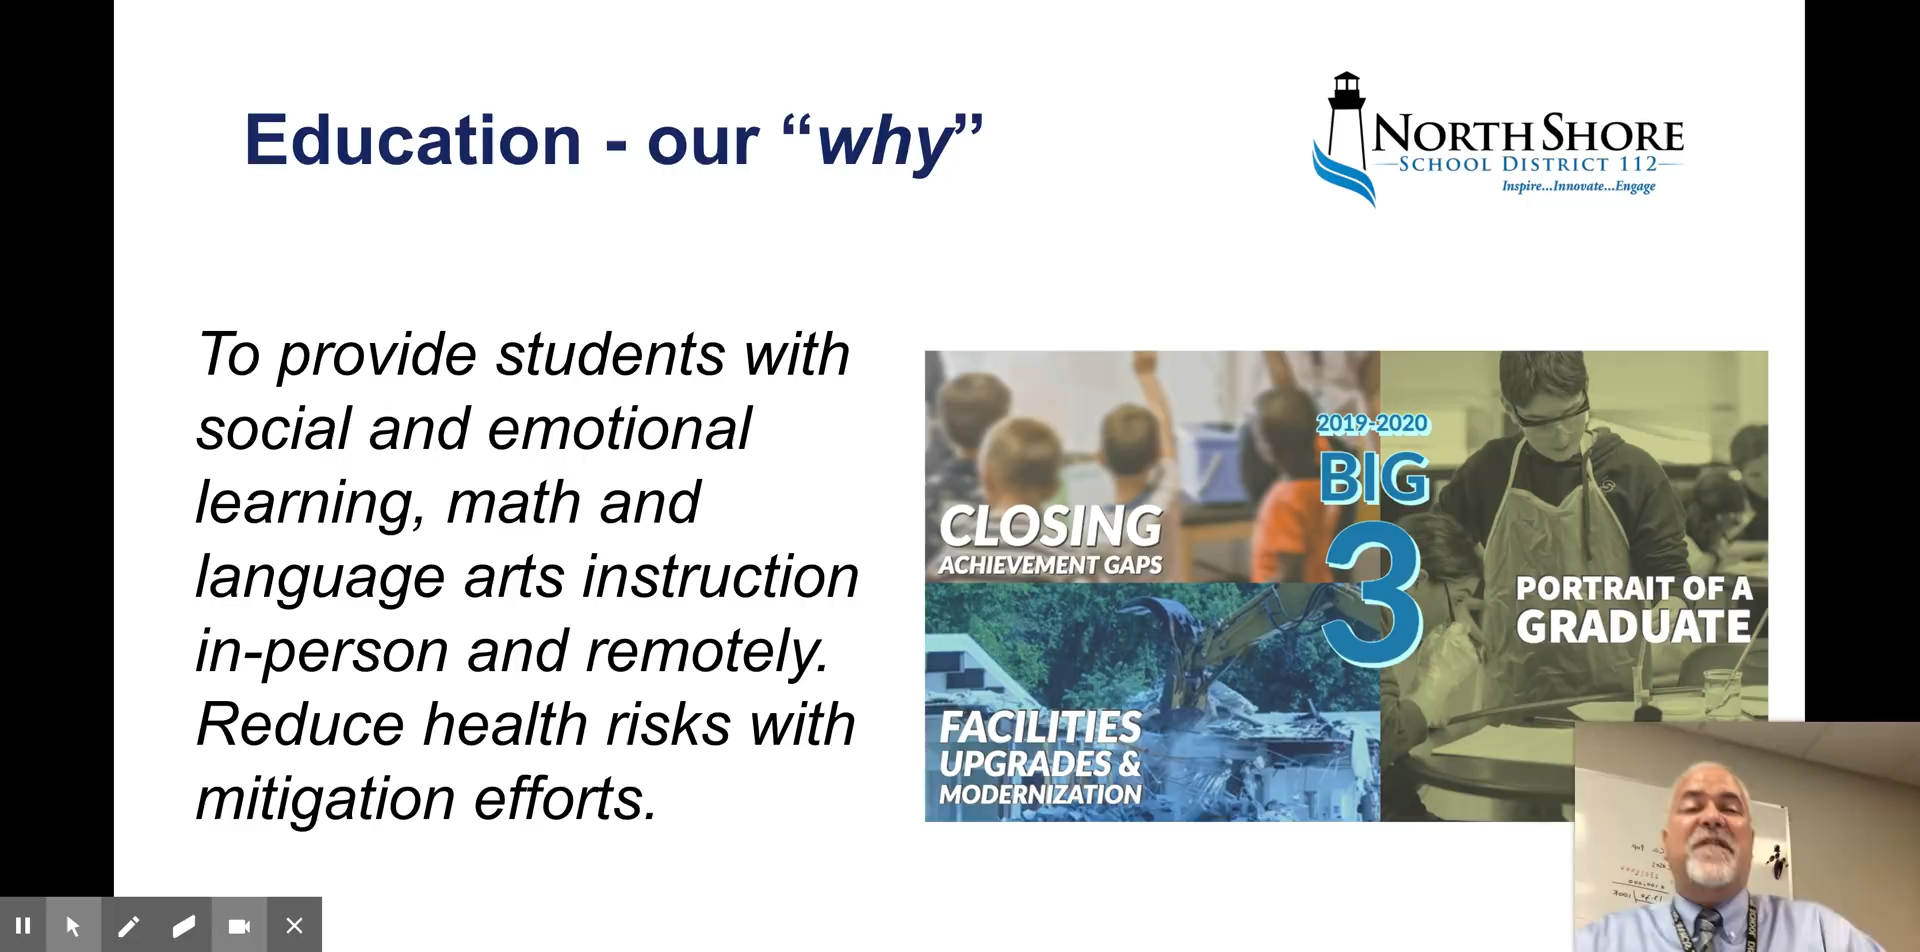 Education - our “why”
NORTH SHORE
SCHOOL DISTRICT 112
Inspire...Innovate...Engage
To provide students with
social and emotional
learning, math and
language arts instruction
in-person and remotely.
Reduce health risks with
mitigation efforts.
2019-2020
BIG
3
CLOSING
ACHIEVEMENT GAPS
PORTRAIT OF A
GRADUATE
FACILITIES
UPGRADES &
MODERNIZATION